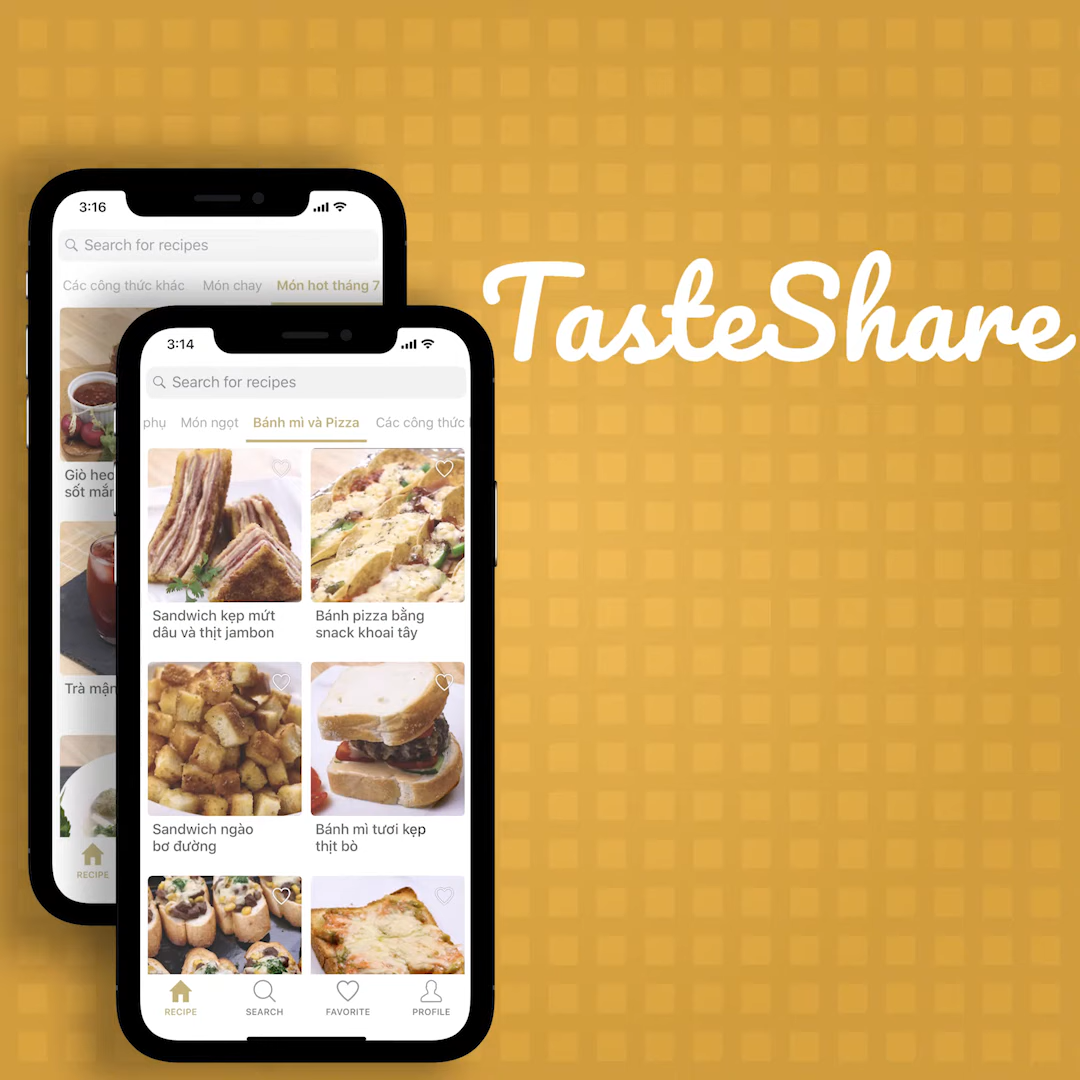 TasteShare
3:16
Search for recipes
Các công thức khác Món chay Món hot tháng 7
Giò heo
sốt
Trà
RECIPE
3:14
Search for recipes
phụ Món ngọt Bánh mì và Pizza Các công thức
Sandwich kẹp mứt
dâu và thịt jambon
Bánh pizza bằng
snack khoai tây
Sandwich ngào
bơ đường
Bánh mì tươi kẹp
thịt bò
RECIPE SEARCH FAVORITE PROFILE